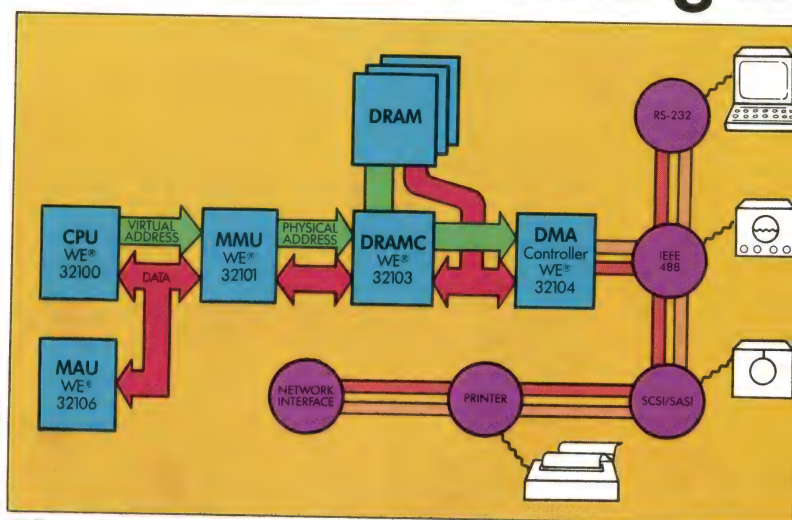 g
DRAM
RS-232
CPU
WE®
32100
VIRTUAL
ADDRESS
MMU
WE®
32101
PHYSICAL
ADDRESS
DRAMC
WE®
32103
DMA
Controller
WE®
32104
IEEE
488
DATA
MAU
WE®
32106
NETWORK
INTERFACE
PRINTER
SCSI/SASI